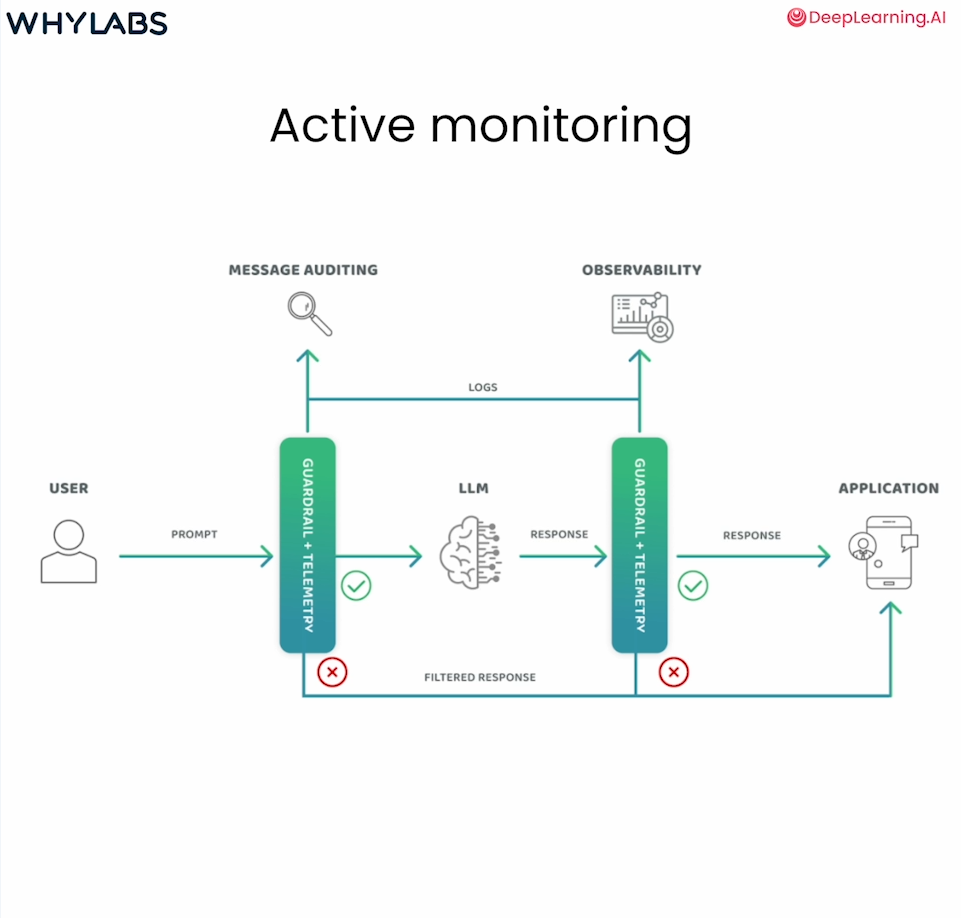 WHYLABS
DeepLearning.AI
Active monitoring
MESSAGE AUDITING
OBSERVABILITY
LOGS
USER
PROMPT
GUARDRAIL + TELEMETRY
LLM
RESPONSE
GUARDRAIL + TELEMETRY
RESPONSE
APPLICATION
FILTERED RESPONSE